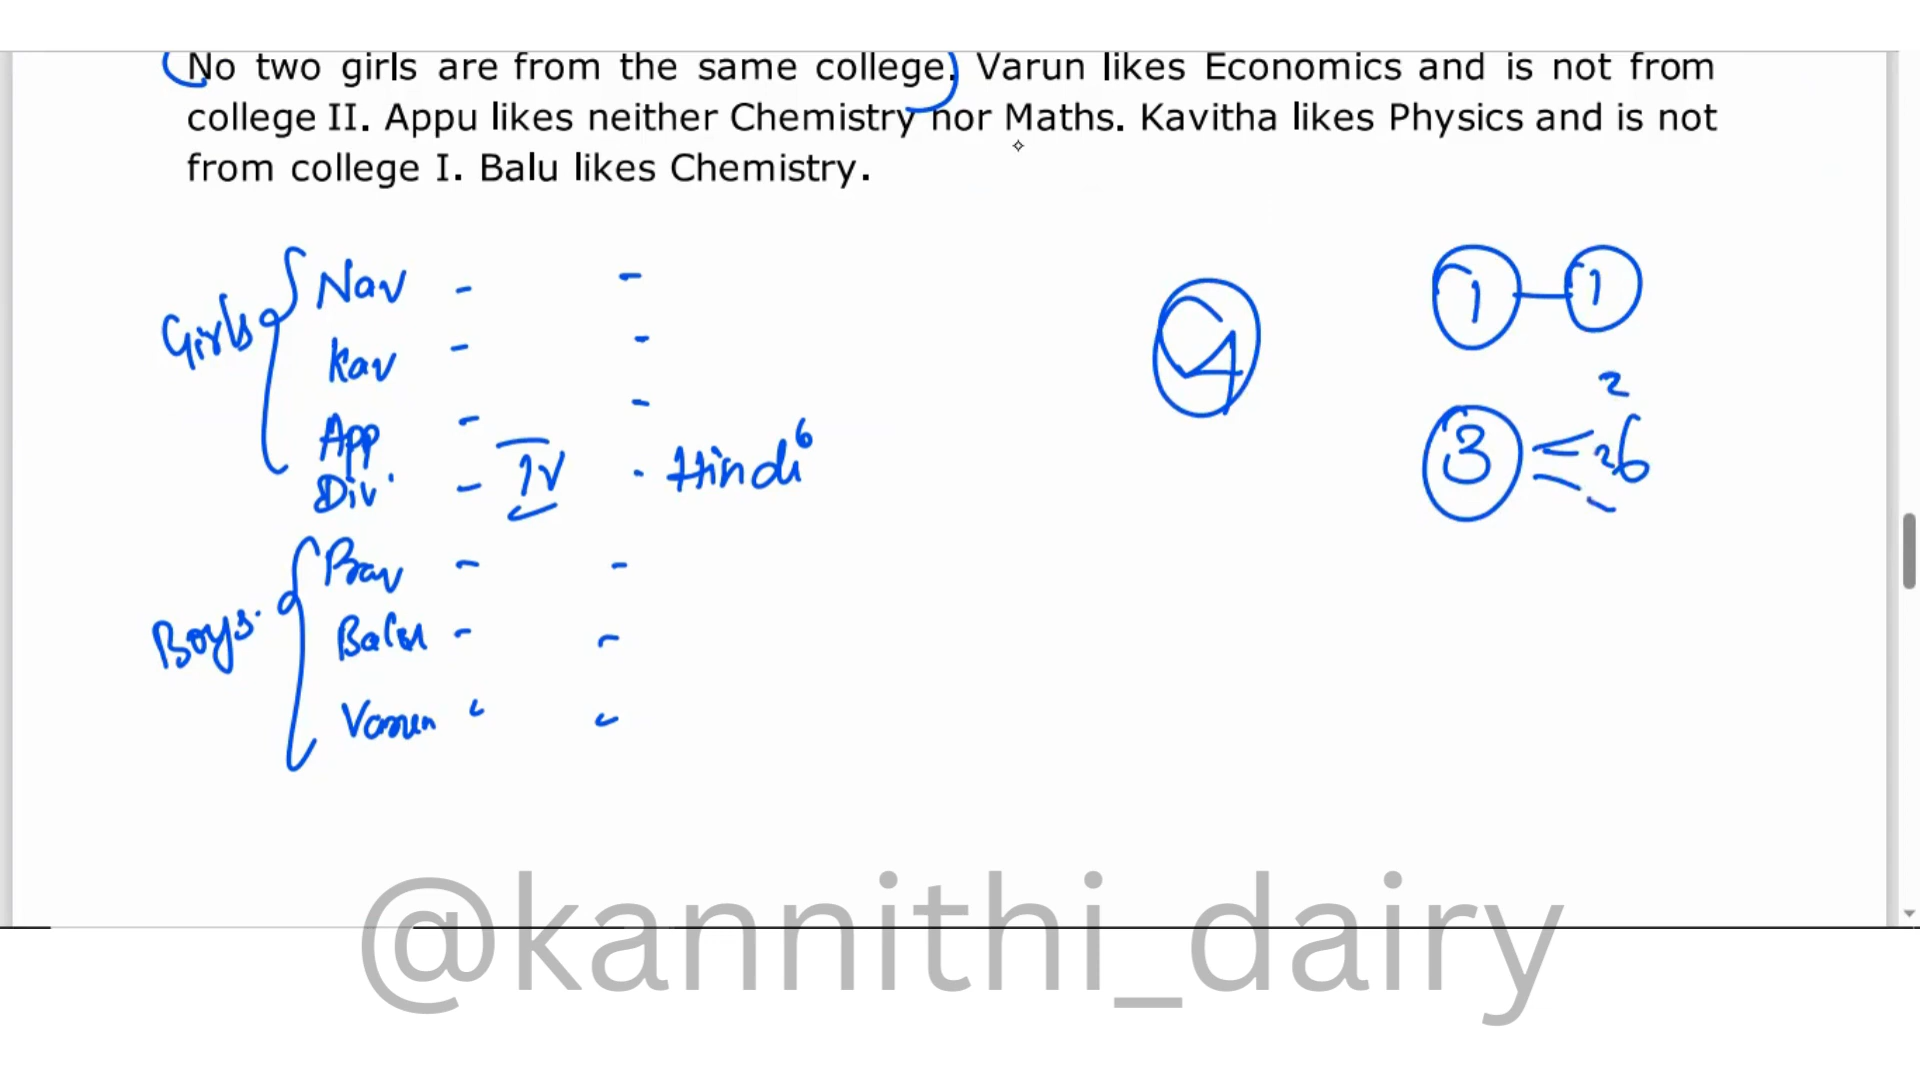 No two girls are from the same college. Varun likes Economics and is not from
college II. Appu likes neither Chemistry nor Maths. Kavitha likes Physics and is not
from college I. Balu likes Chemistry.
Girls
Nav - -
Kav - -
App - -
Div - IV - Hindi 6
Boys
Prav - -
Balu - -
Varun - -
4
1 - 1
2
3 26
@kannithi_dairy